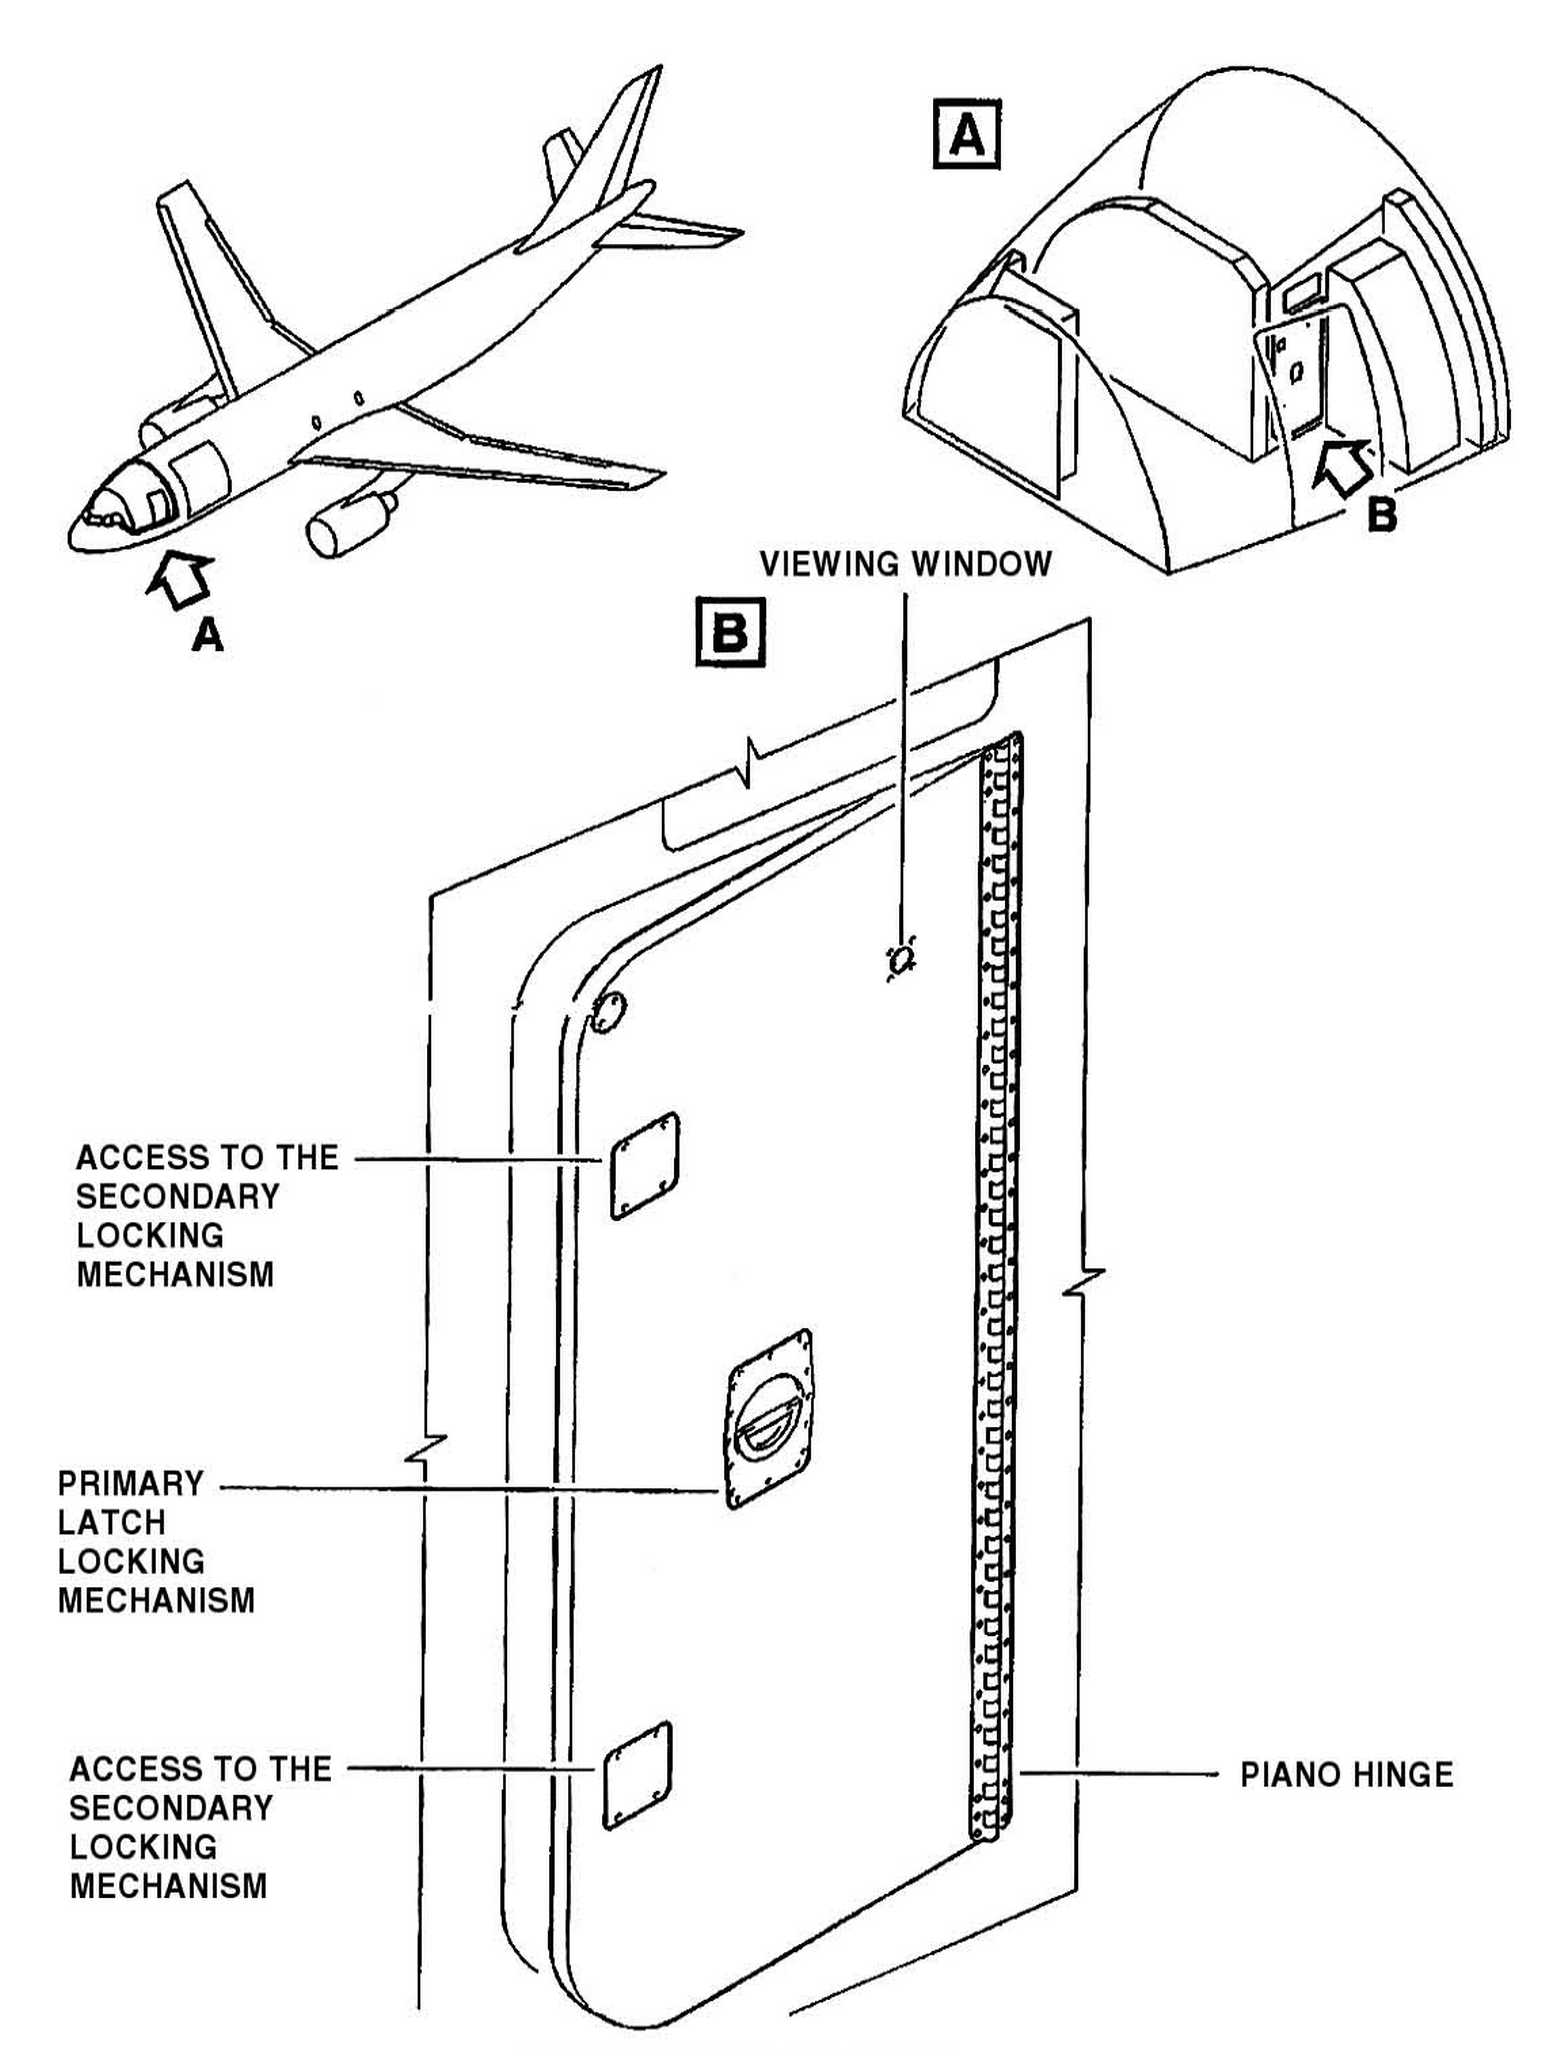 A
A
B
VIEWING WINDOW
B
ACCESS TO THE
SECONDARY
LOCKING
MECHANISM
PRIMARY
LATCH
LOCKING
MECHANISM
ACCESS TO THE
SECONDARY
LOCKING
MECHANISM
PIANO HINGE